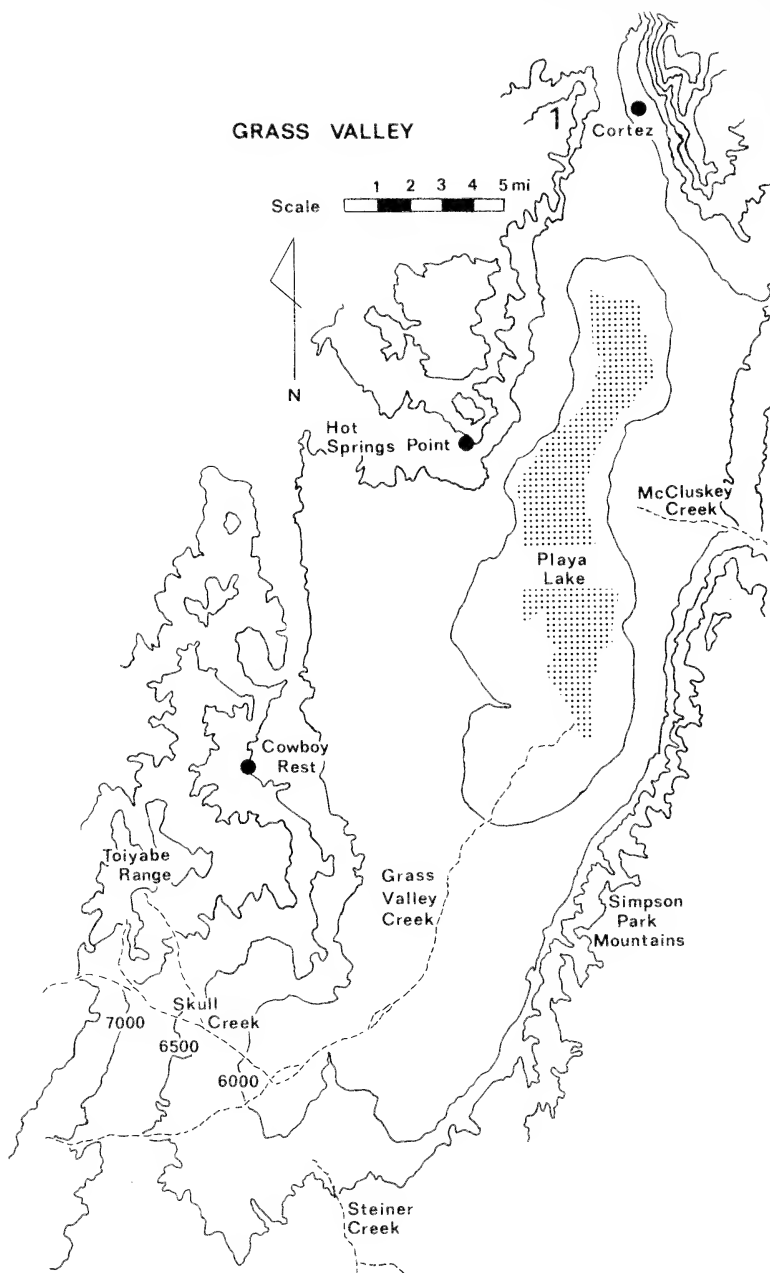 GRASS VALLEY
1
Cortez
Scale
1 2 3 4 5 mi
N
Hot
Springs Point
McCluskey
Creek
Playa
Lake
Cowboy
Rest
Toiyabe
Range
Grass
Valley
Creek
Simpson
Park
Mountains
Skull
Creek
7000
6500
6000
Steiner
Creek